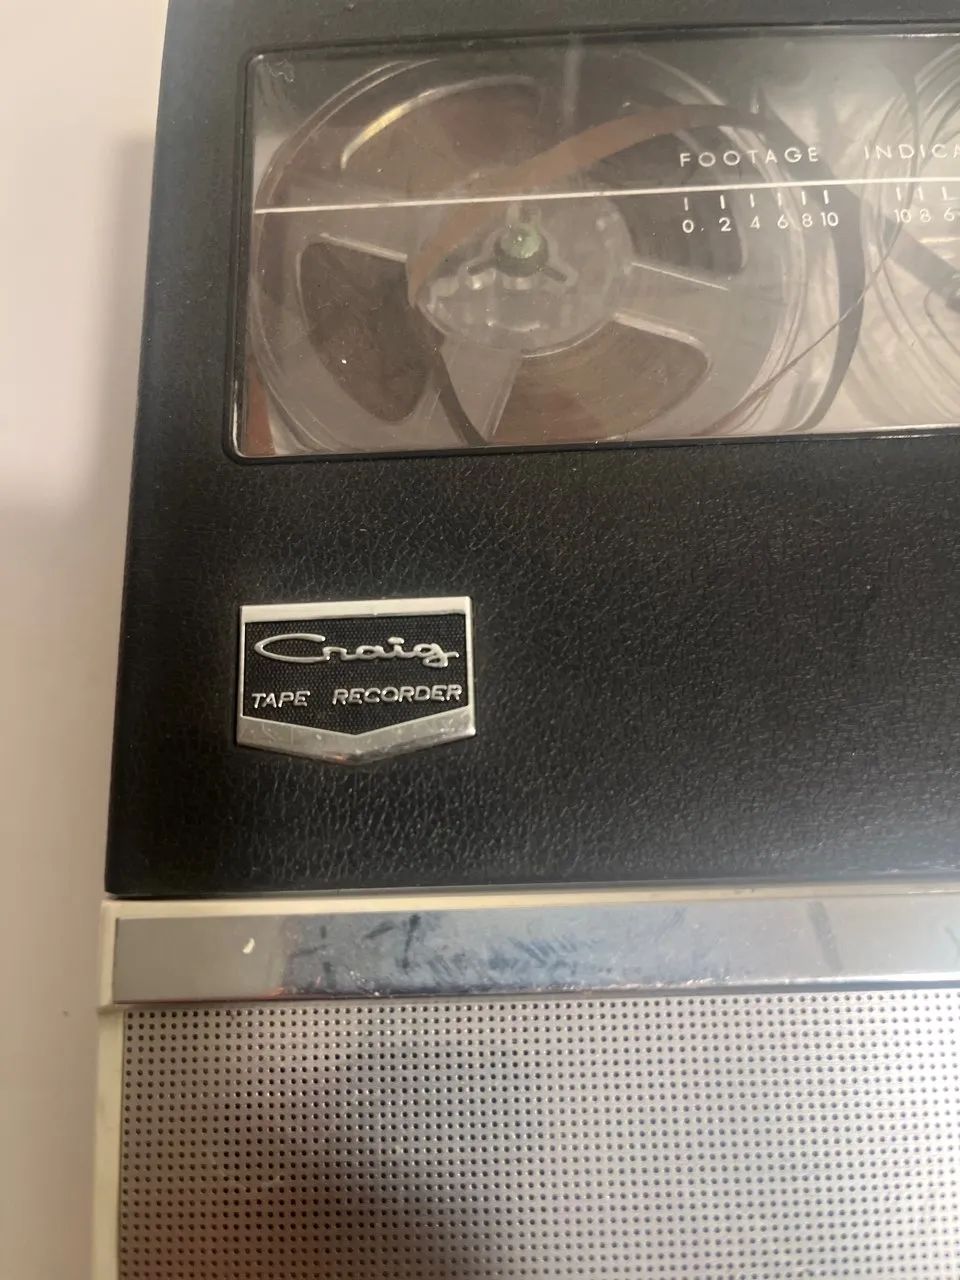 FOOTAGE INDICA
0 2 4 6 8 10 10 8 6
Craig
TAPE RECORDER